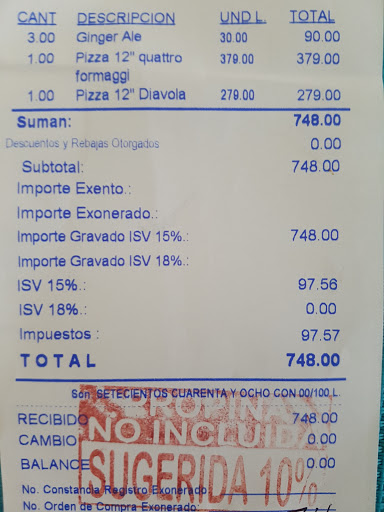 CANT DESCRIPCION UND L. TOTAL
3.00 Ginger Ale 30.00 90.00
1.00 Pizza 12" quattro 379.00 379.00
formaggi
1.00 Pizza 12" Diavola 279.00 279.00
Suman: 748.00
Descuentos y Rebajas Otorgados 0.00
Subtotal: 748.00
Importe Exento.:
Importe Exonerado.:
Importe Gravado ISV 15%.: 748.00
Importe Gravado ISV 18%.:
ISV 15%.: 97.56
ISV 18%.: 0.00
Impuestos : 97.57
TOTAL 748.00
Son: SETECIENTOS CUARENTA Y OCHO CON 00/100 L.
PROPINA
RECIBIDO 748.00
NO INCLUIDA
CAMBIO 0.00
BALANCE 0.00
SUGERIDA 10%
No. Constancia Registro Exonerado:
No. Orden de Compra Exonerado: